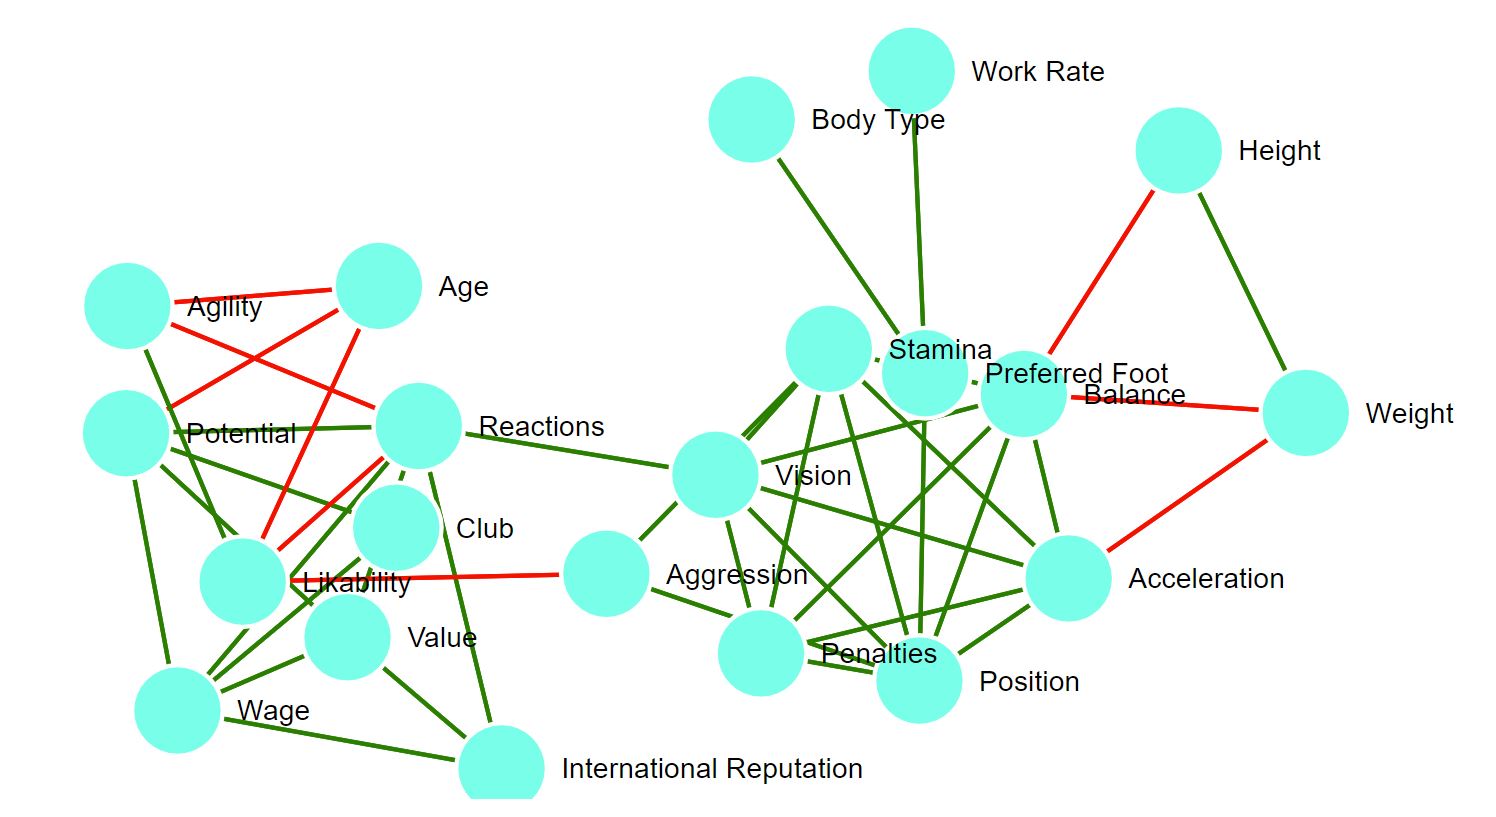 Work Rate
Body Type
Height
Age
Agility
Stamina
Preferred Foot
Balance
Weight
Potential
Reactions
Vision
Club
Likability
Aggression
Acceleration
Value
Penalties
Position
Wage
International Reputation